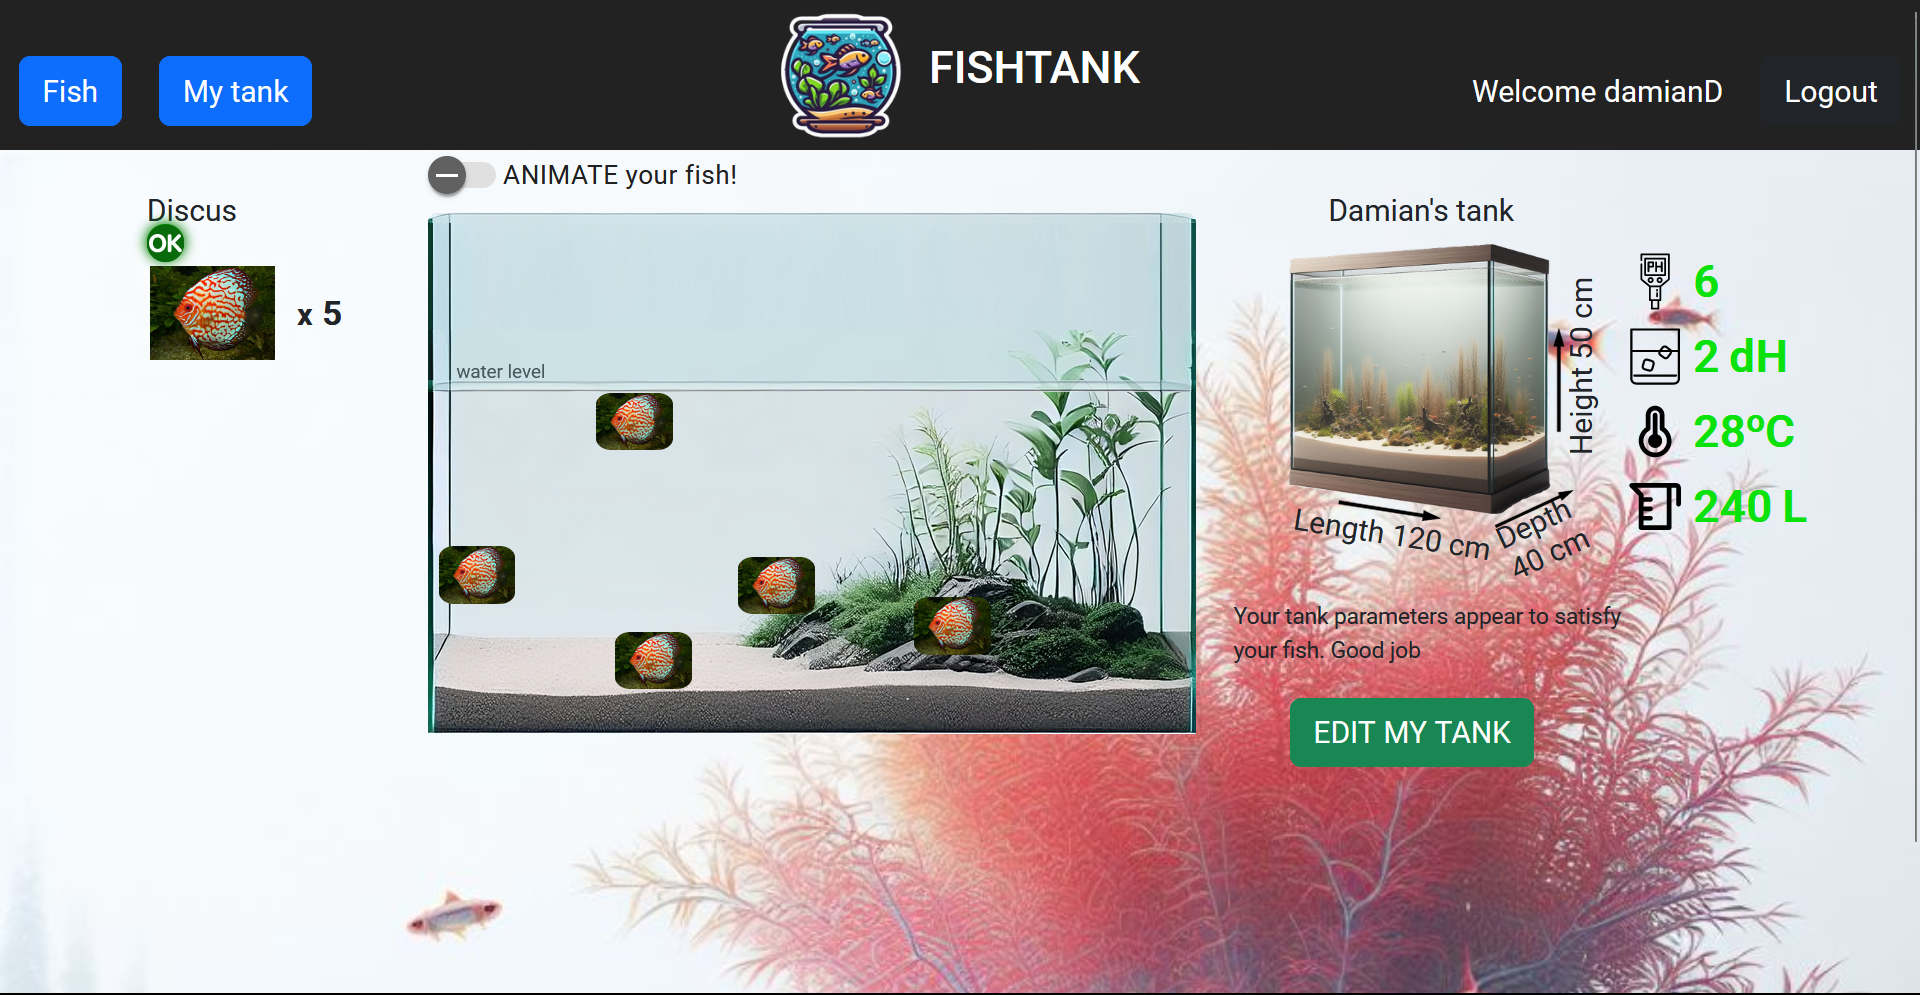 Fish
My tank
FISHTANK
Welcome damianD
Logout
ANIMATE your fish!
Discus
OK
x 5
water level
Damian's tank
Height 50 cm
Length 120 cm
Depth
40 cm
PH
6
2 dH
28ºC
240 L
Your tank parameters appear to satisfy
your fish. Good job
EDIT MY TANK